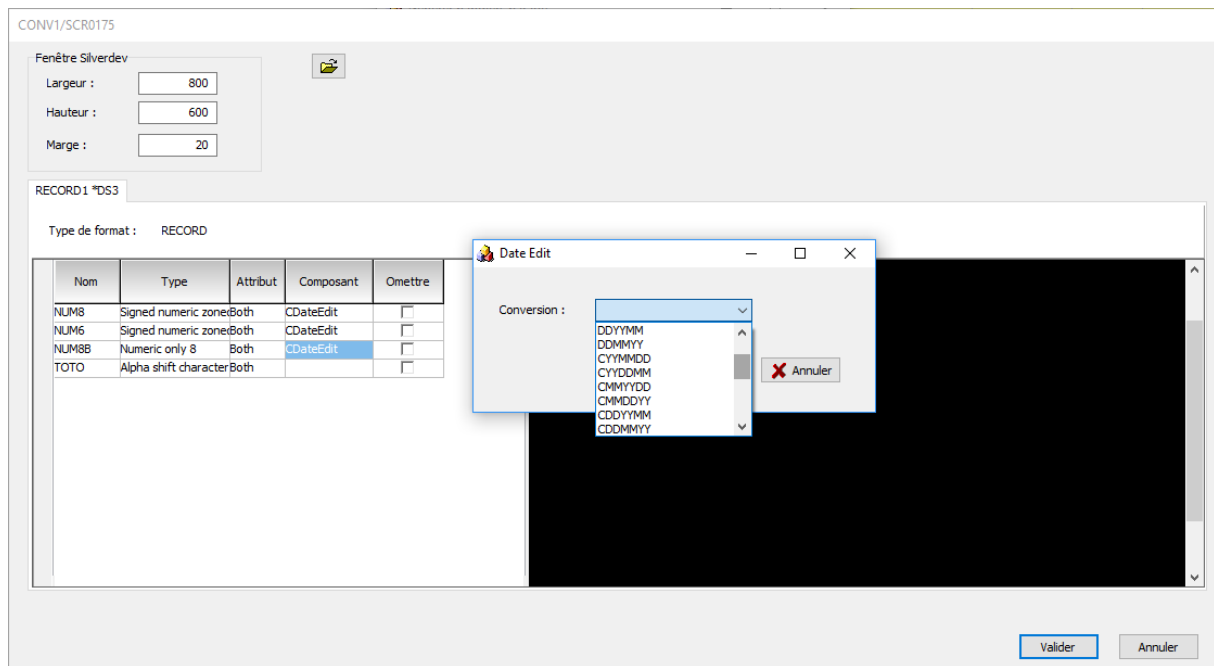 CONV1/SCR0175
Fenêtre Silverdev
Largeur : 800
Hauteur : 600
Marge : 20
RECORD1 *DS3
Type de format : RECORD
Nom Type Attribut Composant Omettre
NUM8 Signed numeric zoned Both CDateEdit
NUM6 Signed numeric zoned Both CDateEdit
NUM8B Numeric only 8 Both CDateEdit
TOTO Alpha shift character Both
Date Edit
Conversion :
DDYYMM
DDMMYY
CYYMMDD
CYYDDMM
CMMYYDD
CMMDDYY
CDDYYMM
CDDMMYY
Annuler
Valider Annuler